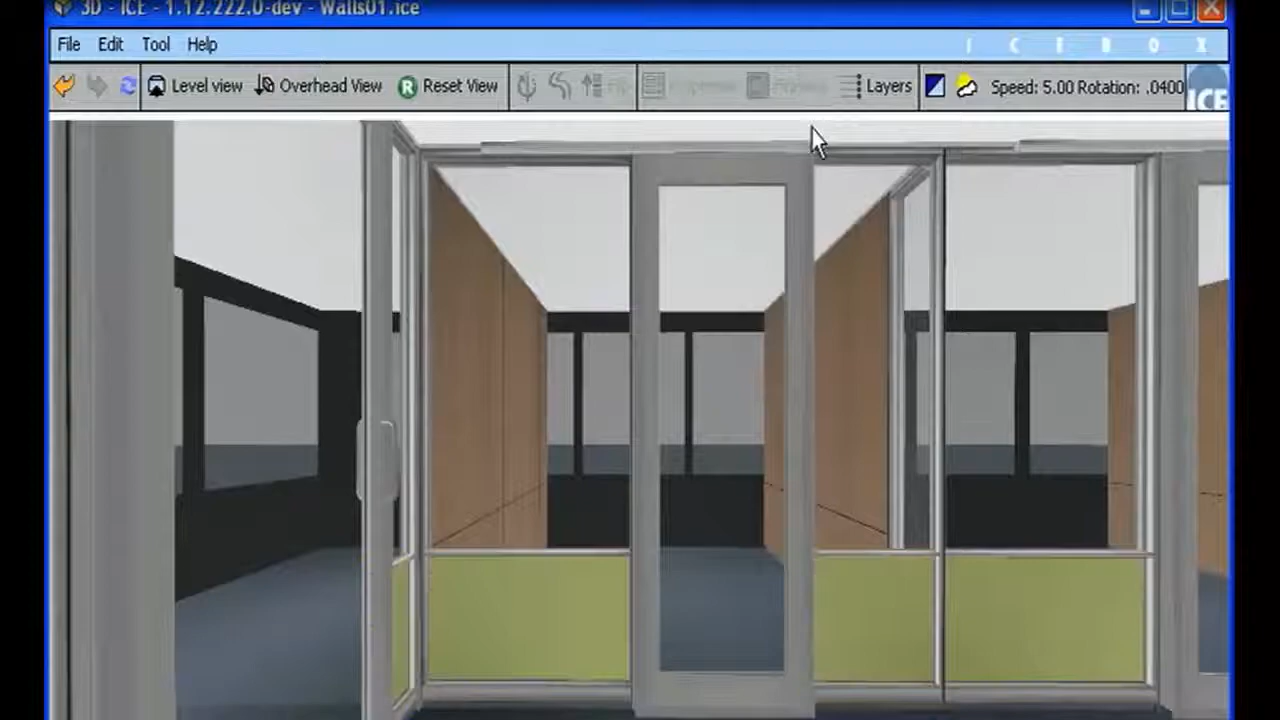 3D - ICE - 1.12.222.0-dev - Walls01.ice
File Edit Tool Help
I C E B O X
Level view Overhead View R Reset View Layers Speed: 5.00 Rotation: .0400 ICE